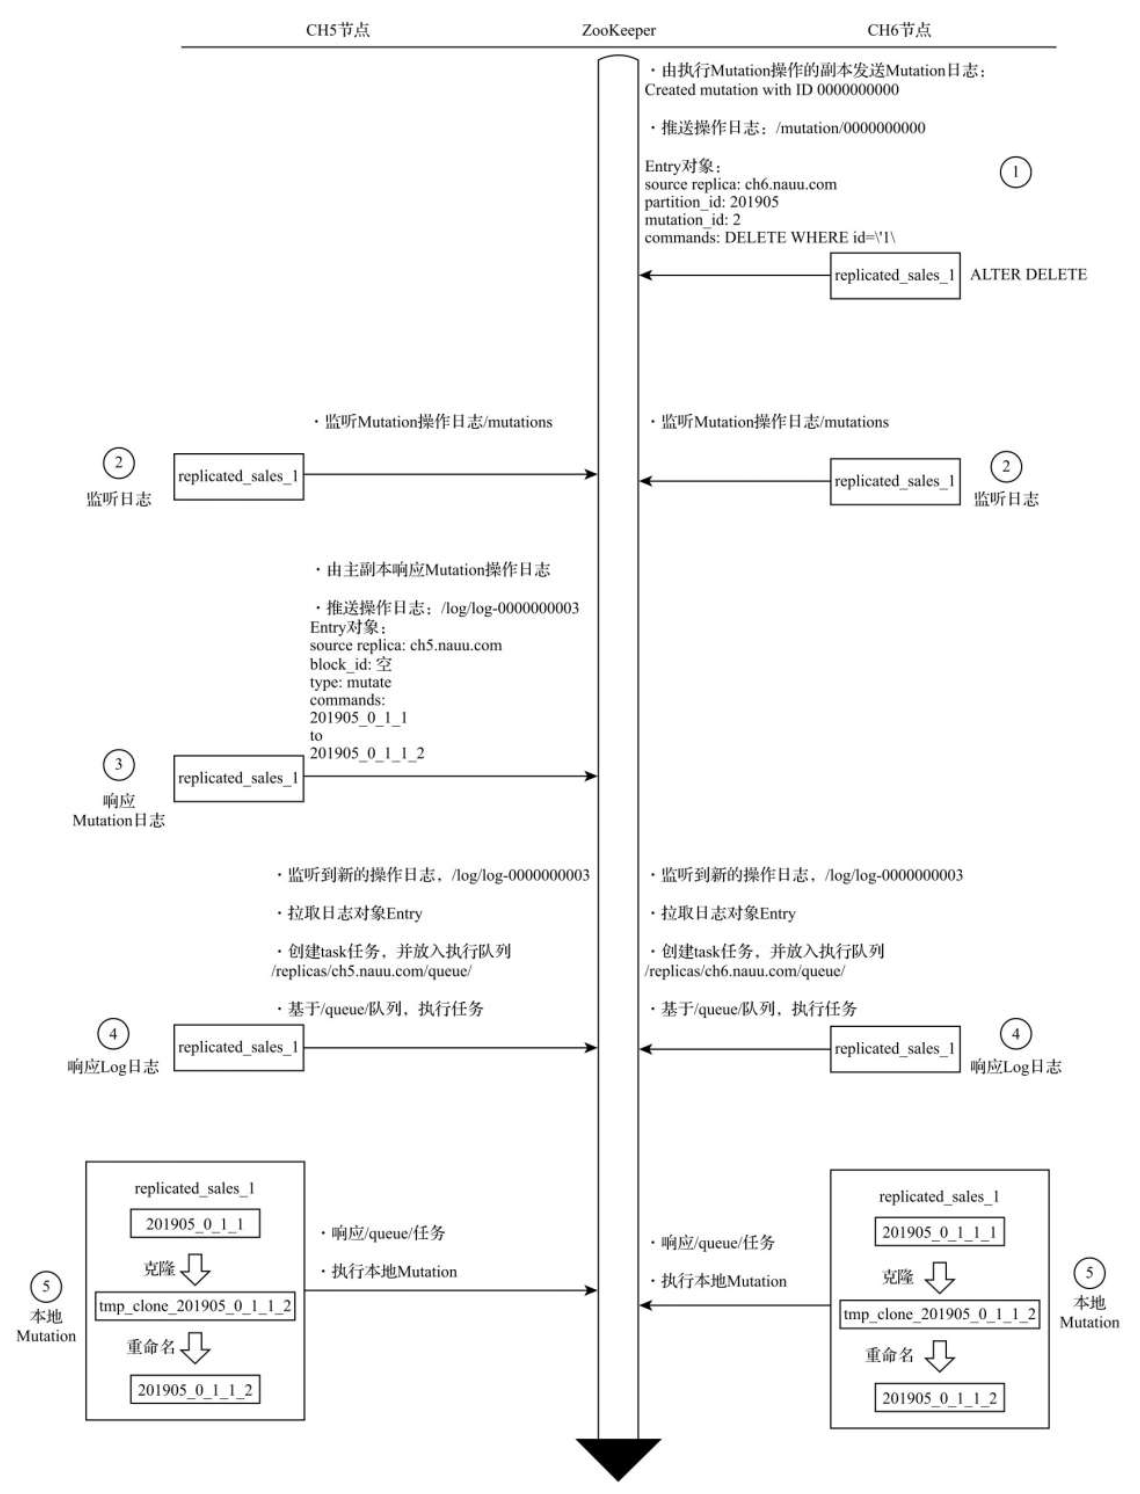 CH5节点
ZooKeeper
CH6节点
· 由执行Mutation操作的副本发送Mutation日志：
Created mutation with ID 0000000000
· 推送操作日志：/mutation/0000000000
Entry对象：
source replica: ch6.nauu.com
partition_id: 201905
mutation_id: 2
commands: DELETE WHERE id=\'1\
1
replicated_sales_1
ALTER DELETE
· 监听Mutation操作日志/mutations
2
监听日志
replicated_sales_1
· 监听Mutation操作日志/mutations
replicated_sales_1
2
监听日志
· 由主副本响应Mutation操作日志
· 推送操作日志：/log/log-0000000003
Entry对象：
source replica: ch5.nauu.com
block_id: 空
type: mutate
commands:
201905_0_1_1
to
201905_0_1_1_2
3
响应
Mutation日志
replicated_sales_1
· 监听到新的操作日志，/log/log-0000000003
· 拉取日志对象Entry
· 创建task任务，并放入执行队列
/replicas/ch5.nauu.com/queue/
· 基于/queue/队列，执行任务
4
响应Log日志
replicated_sales_1
· 监听到新的操作日志，/log/log-0000000003
· 拉取日志对象Entry
· 创建task任务，并放入执行队列
/replicas/ch6.nauu.com/queue/
· 基于/queue/队列，执行任务
replicated_sales_1
4
响应Log日志
5
本地
Mutation
replicated_sales_1
201905_0_1_1
克隆
tmp_clone_201905_0_1_1_2
重命名
201905_0_1_1_2
· 响应/queue/任务
· 执行本地Mutation
· 响应/queue/任务
· 执行本地Mutation
replicated_sales_1
201905_0_1_1_1
克隆
tmp_clone_201905_0_1_1_2
重命名
201905_0_1_1_2
5
本地
Mutation